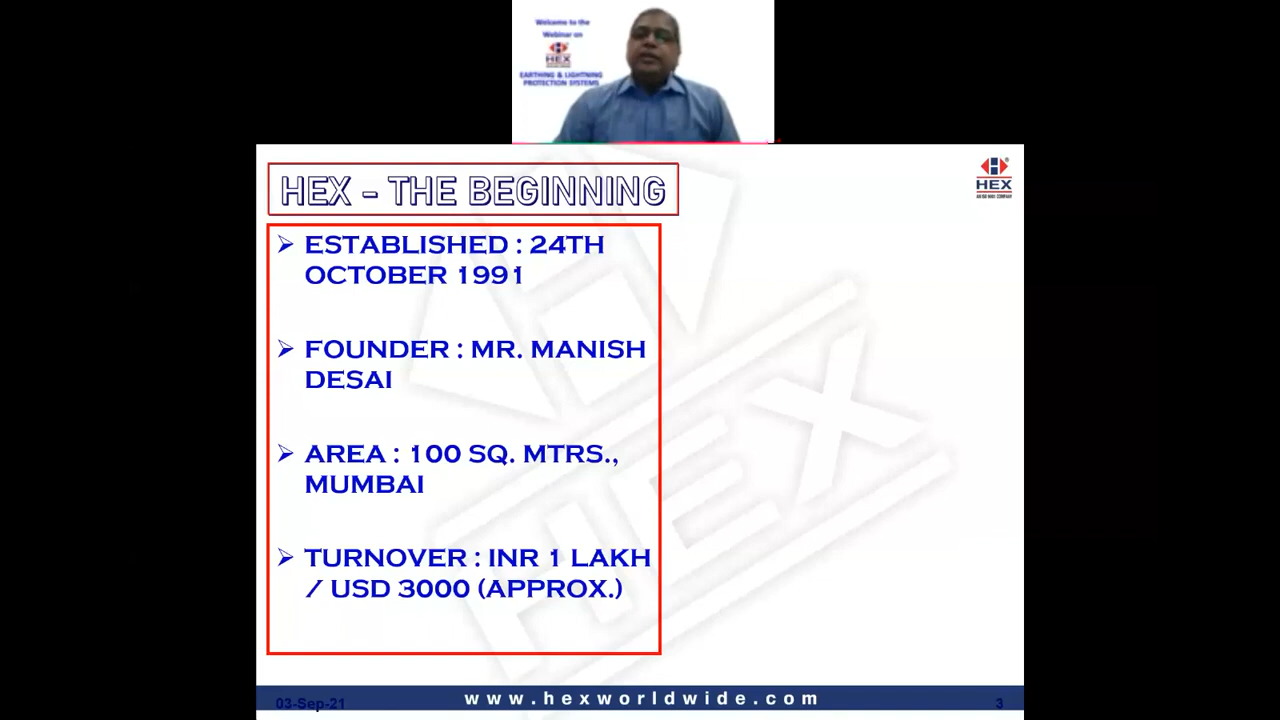 Welcome to the
Webinar on
HEX
EARTHING & LIGHTNING
PROTECTION SYSTEMS
HEX - THE BEGINNING
HEX
➢ ESTABLISHED : 24TH
OCTOBER 1991
➢ FOUNDER : MR. MANISH
DESAI
➢ AREA : 100 SQ. MTRS.,
MUMBAI
➢ TURNOVER : INR 1 LAKH
/ USD 3000 (APPROX.)
HEX
03-Sep-21
www.hexworldwide.com
3